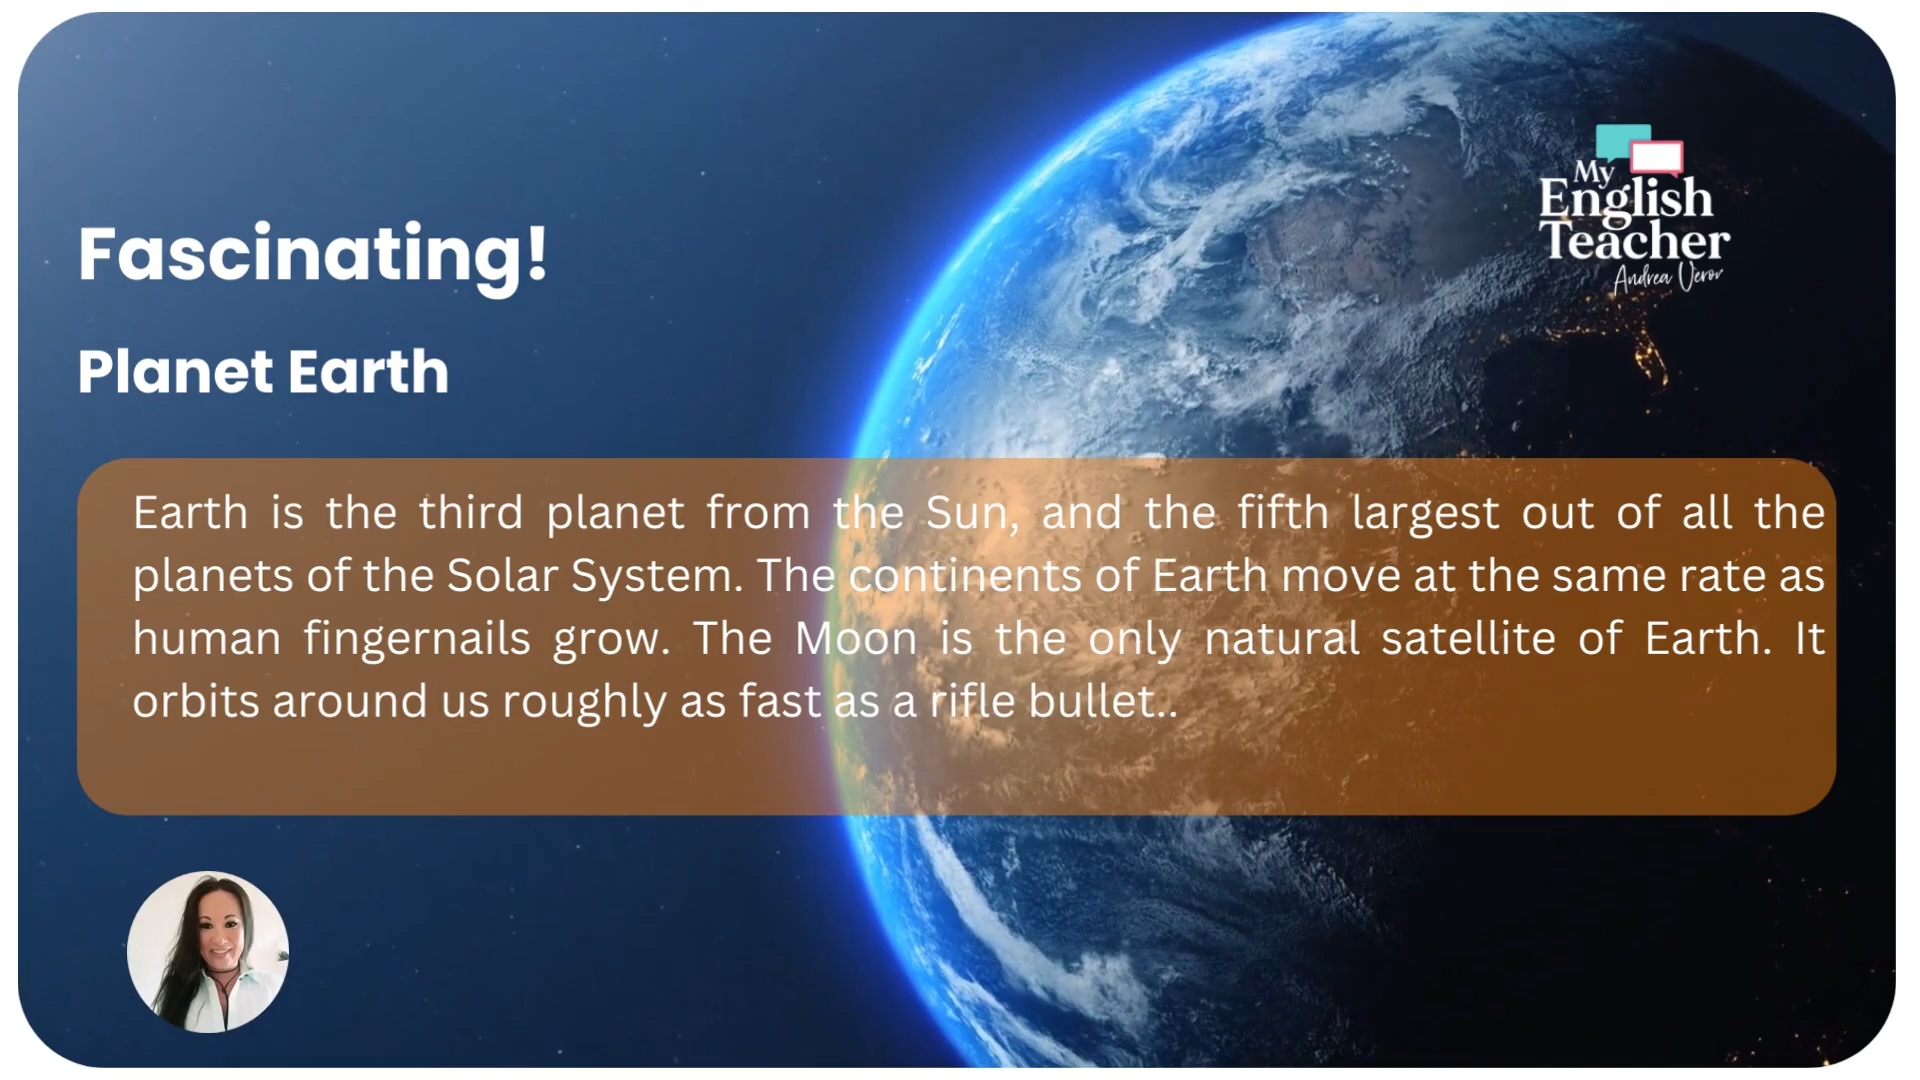 My
English
Teacher
Andrea Veror
Fascinating!
Planet Earth
Earth is the third planet from the Sun, and the fifth largest out of all the
planets of the Solar System. The continents of Earth move at the same rate as
human fingernails grow. The Moon is the only natural satellite of Earth. It
orbits around us roughly as fast as a rifle bullet..